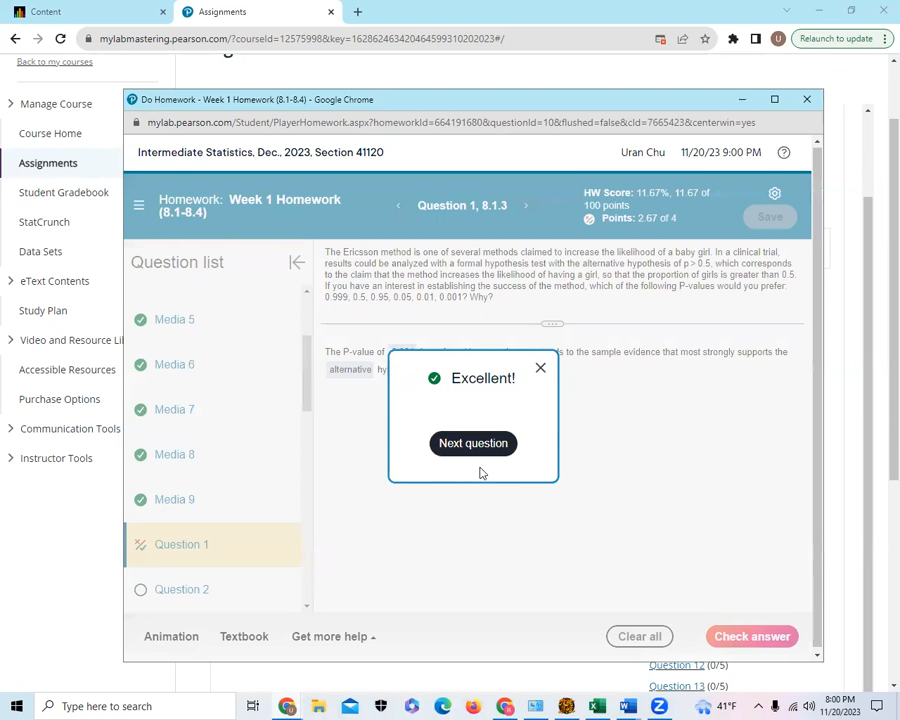 Content
Assignments
mylabmastering.pearson.com/?courseId=12575998&key=16286246342046459931020202​3#/
Relaunch to update
U
Back to my courses
Manage Course
Course Home
Assignments
Student Gradebook
StatCrunch
Data Sets
eText Contents
Study Plan
Video and Resource Li
Accessible Resources
Purchase Options
Communication Tools
Instructor Tools
Do Homework - Week 1 Homework (8.1-8.4) - Google Chrome
mylab.pearson.com/Student/PlayerHomework.aspx?homeworkId=664191680&questionId=10&flushed=false&cId=7665423&centerwin=yes
Intermediate Statistics, Dec., 2023, Section 41120
Uran Chu
11/20/23 9:00 PM
Homework: Week 1 Homework (8.1-8.4)
Question 1, 8.1.3
HW Score: 11.67%, 11.67 of 100 points
Points: 2.67 of 4
Save
Question list
Media 5
Media 6
Media 7
Media 8
Media 9
Question 1
Question 2
The Ericsson method is one of several methods claimed to increase the likelihood of a baby girl. In a clinical trial,
results could be analyzed with a formal hypothesis test with the alternative hypothesis of p > 0.5, which corresponds
to the claim that the method increases the likelihood of having a girl, so that the proportion of girls is greater than 0.5.
If you have an interest in establishing the success of the method, which of the following P-values would you prefer:
0.999, 0.5, 0.95, 0.05, 0.01, 0.001? Why?
The P-value of
to the sample evidence that most strongly supports the
alternative hy
Excellent!
Next question
Animation
Textbook
Get more help
Clear all
Check answer
Question 12 (0/5)
Question 13 (0/5)
Type here to search
41°F
8:00 PM
11/20/2023